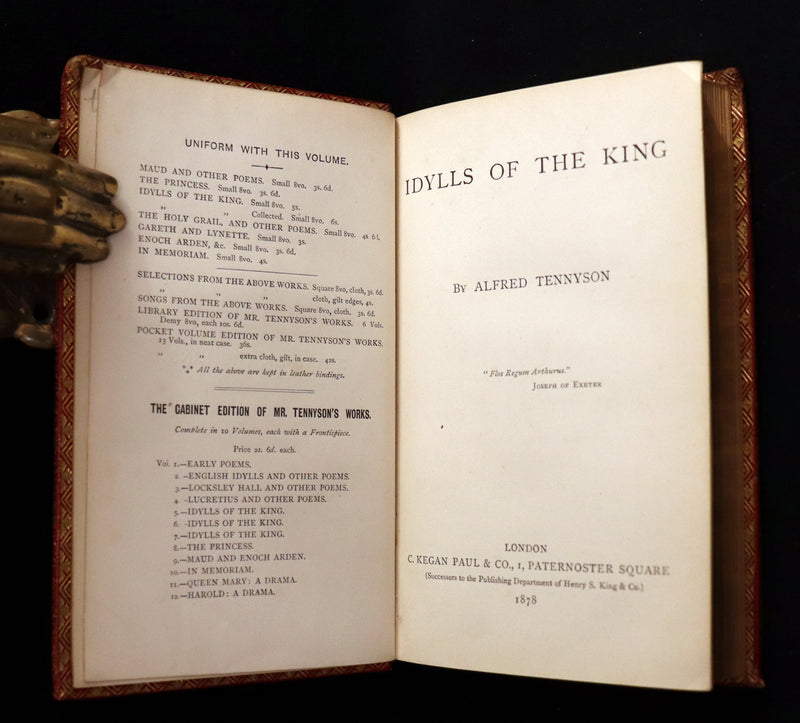 UNIFORM WITH THIS VOLUME.
MAUD AND OTHER POEMS. Small 8vo. 3s. 6d.
THE PRINCESS. Small 8vo. 3s. 6d.
IDYLLS OF THE KING. Small 8vo. 5s.
„ „ Collected. Small 8vo. 6s.
THE HOLY GRAIL, AND OTHER POEMS. Small 8vo. 4s. 6d.
GARETH AND LYNETTE. Small 8vo. 3s.
ENOCH ARDEN, &c. Small 8vo. 3s. 6d.
IN MEMORIAM. Small 8vo. 4s.
SELECTIONS FROM THE ABOVE WORKS. Square 8vo, cloth, 3s. 6d.
„ „ „ cloth, gilt edges, 4s.
SONGS FROM THE ABOVE WORKS. Square 8vo, cloth. 3s. 6d.
LIBRARY EDITION OF MR. TENNYSON'S WORKS. 6 Vols.
Demy 8vo, each 10s. 6d.
POCKET VOLUME EDITION OF MR. TENNYSON'S WORKS.
13 Vols., in neat case. 36s.
„ „ extra cloth, gilt, in case. 42s.
*** All the above are kept in leather bindings.
THE CABINET EDITION OF MR. TENNYSON'S WORKS.
Complete in 10 Volumes, each with a Frontispiece.
Price 2s. 6d. each.
Vol. 1.—EARLY POEMS.
2.—ENGLISH IDYLLS AND OTHER POEMS.
3.—LOCKSLEY HALL AND OTHER POEMS.
4.—LUCRETIUS AND OTHER POEMS.
5.—IDYLLS OF THE KING.
6.—IDYLLS OF THE KING.
7.—IDYLLS OF THE KING.
8.—THE PRINCESS.
9.—MAUD AND ENOCH ARDEN.
10.—IN MEMORIAM.
11.—QUEEN MARY: A DRAMA.
12.—HAROLD: A DRAMA.
IDYLLS OF THE KING
BY ALFRED TENNYSON
"Flos Regum Arthurus."
JOSEPH OF EXETER
LONDON
C. KEGAN PAUL & CO., 1, PATERNOSTER SQUARE
(Successors to the Publishing Department of Henry S. King & Co.)
1878